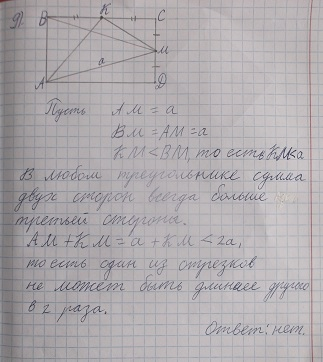 9).
B K C
M
a
A D
Пусть AM = a
BM = AM = a
KM < BM, то есть KM < a
В любом треугольнике сумма
двух сторон всегда больше
третьей стороны.
AM + KM = a + KM < 2a,
то есть один из отрезков
не может быть длиннее другого
в 2 раза.
Ответ: нет.